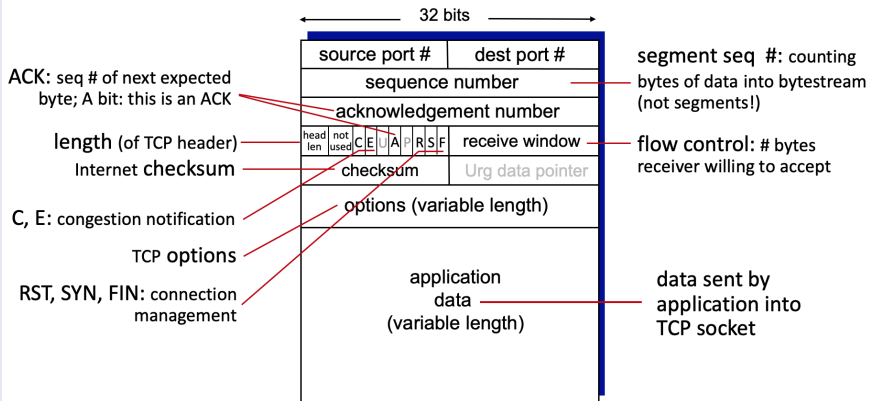 32 bits
source port #
dest port #
sequence number
acknowledgement number
head
len
not
used
C
E
U
A
P
R
S
F
receive window
checksum
Urg data pointer
options (variable length)
application
data
(variable length)
ACK: seq # of next expected
byte; A bit: this is an ACK
length (of TCP header)
Internet checksum
C, E: congestion notification
TCP options
RST, SYN, FIN: connection
management
segment seq #: counting
bytes of data into bytestream
(not segments!)
flow control: # bytes
receiver willing to accept
data sent by
application into
TCP socket